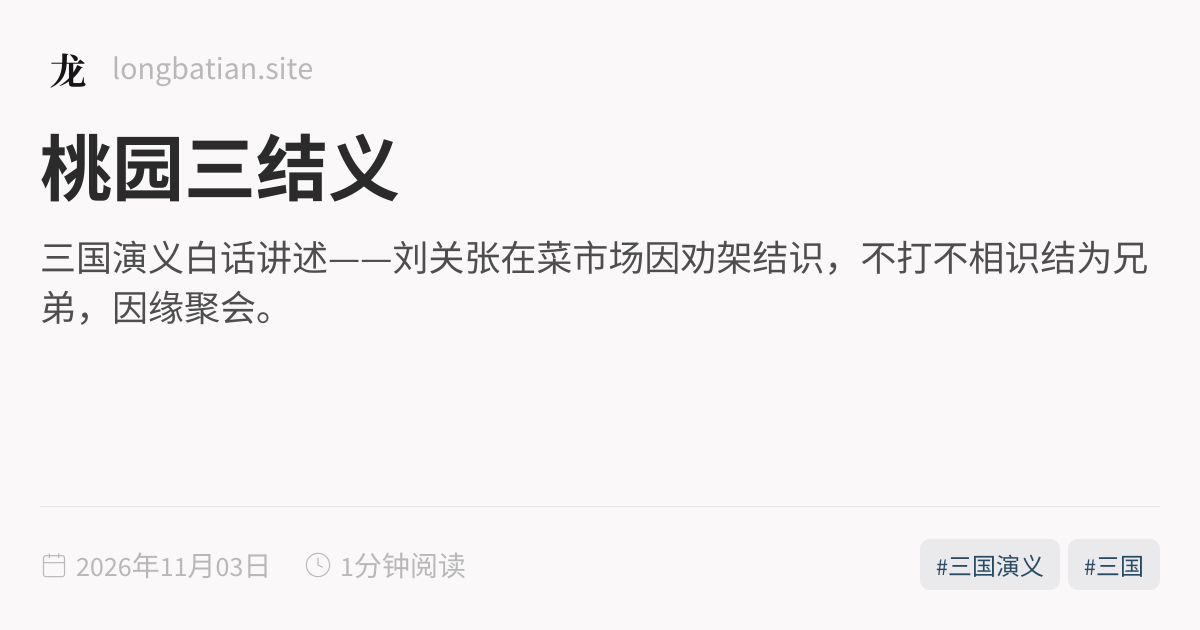 龙 longbatian.site
桃园三结义
三国演义白话讲述——刘关张在菜市场因劝架结识，不打不相识结为兄
弟，因缘聚会。
2026年11月03日 1分钟阅读 #三国演义 #三国